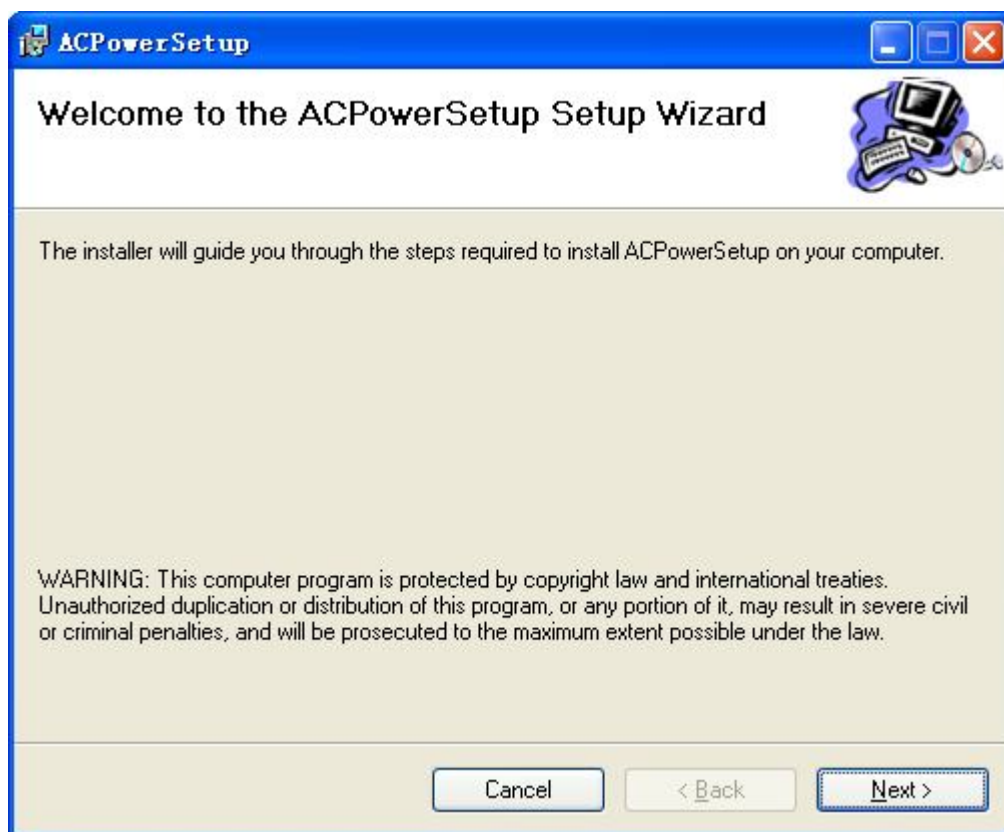 ACPowerSetup
Welcome to the ACPowerSetup Setup Wizard
The installer will guide you through the steps required to install ACPowerSetup on your computer.
WARNING: This computer program is protected by copyright law and international treaties.
Unauthorized duplication or distribution of this program, or any portion of it, may result in severe civil
or criminal penalties, and will be prosecuted to the maximum extent possible under the law.
Cancel
< Back
Next >